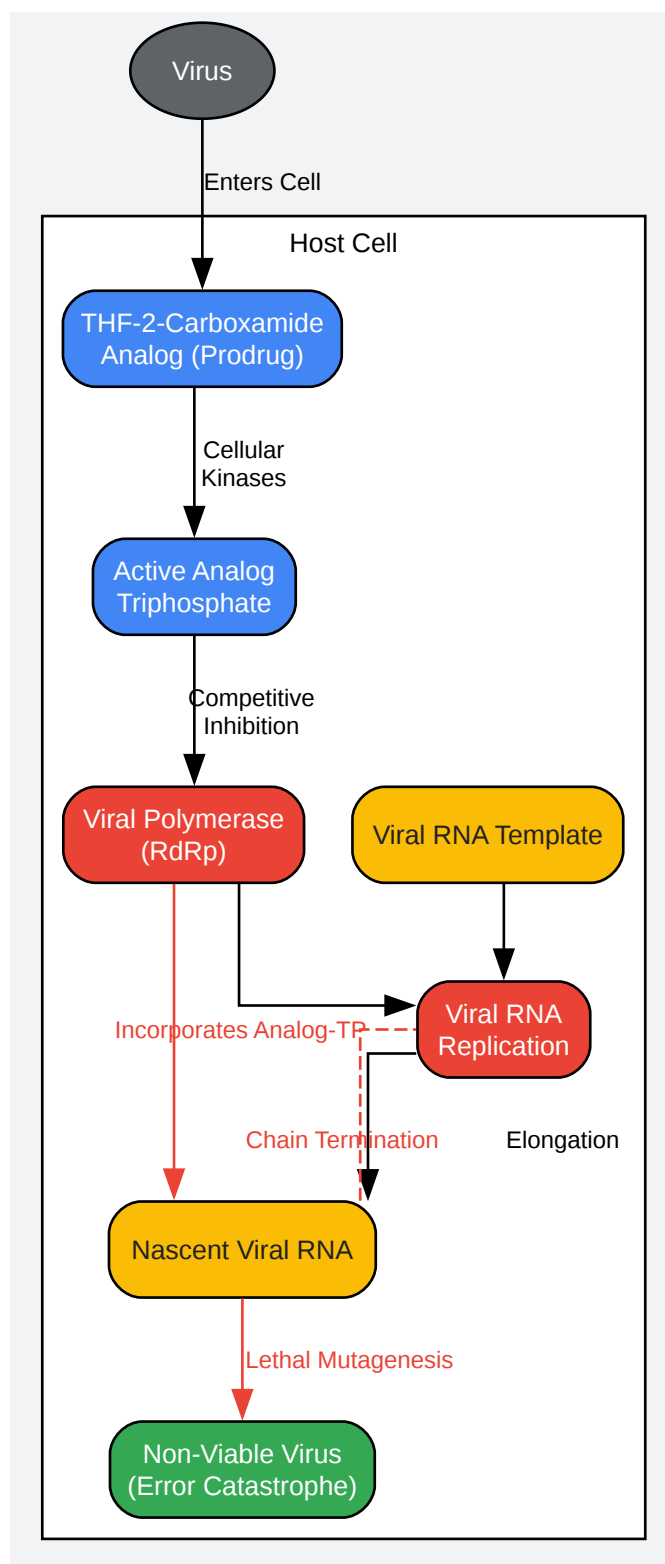 Virus
Enters Cell
Host Cell
THF-2-Carboxamide
Analog (Prodrug)
Cellular
Kinases
Active Analog
Triphosphate
Competitive
Inhibition
Viral Polymerase
(RdRp)
Viral RNA Template
Viral RNA
Replication
Incorporates Analog-TP
Chain Termination
Elongation
Nascent Viral RNA
Lethal Mutagenesis
Non-Viable Virus
(Error Catastrophe)